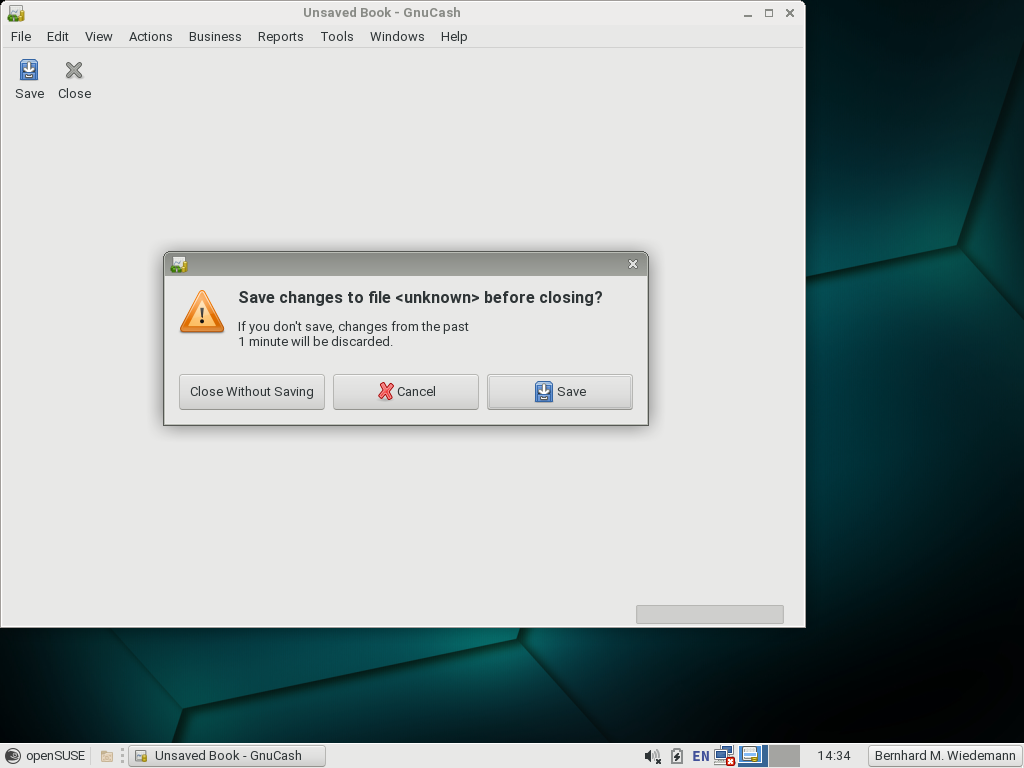 Unsaved Book - GnuCash
File Edit View Actions Business Reports Tools Windows Help
Save Close
Save changes to file <unknown> before closing?
If you don't save, changes from the past
1 minute will be discarded.
Close Without Saving Cancel Save
openSUSE Unsaved Book - GnuCash EN 14:34 Bernhard M. Wiedemann